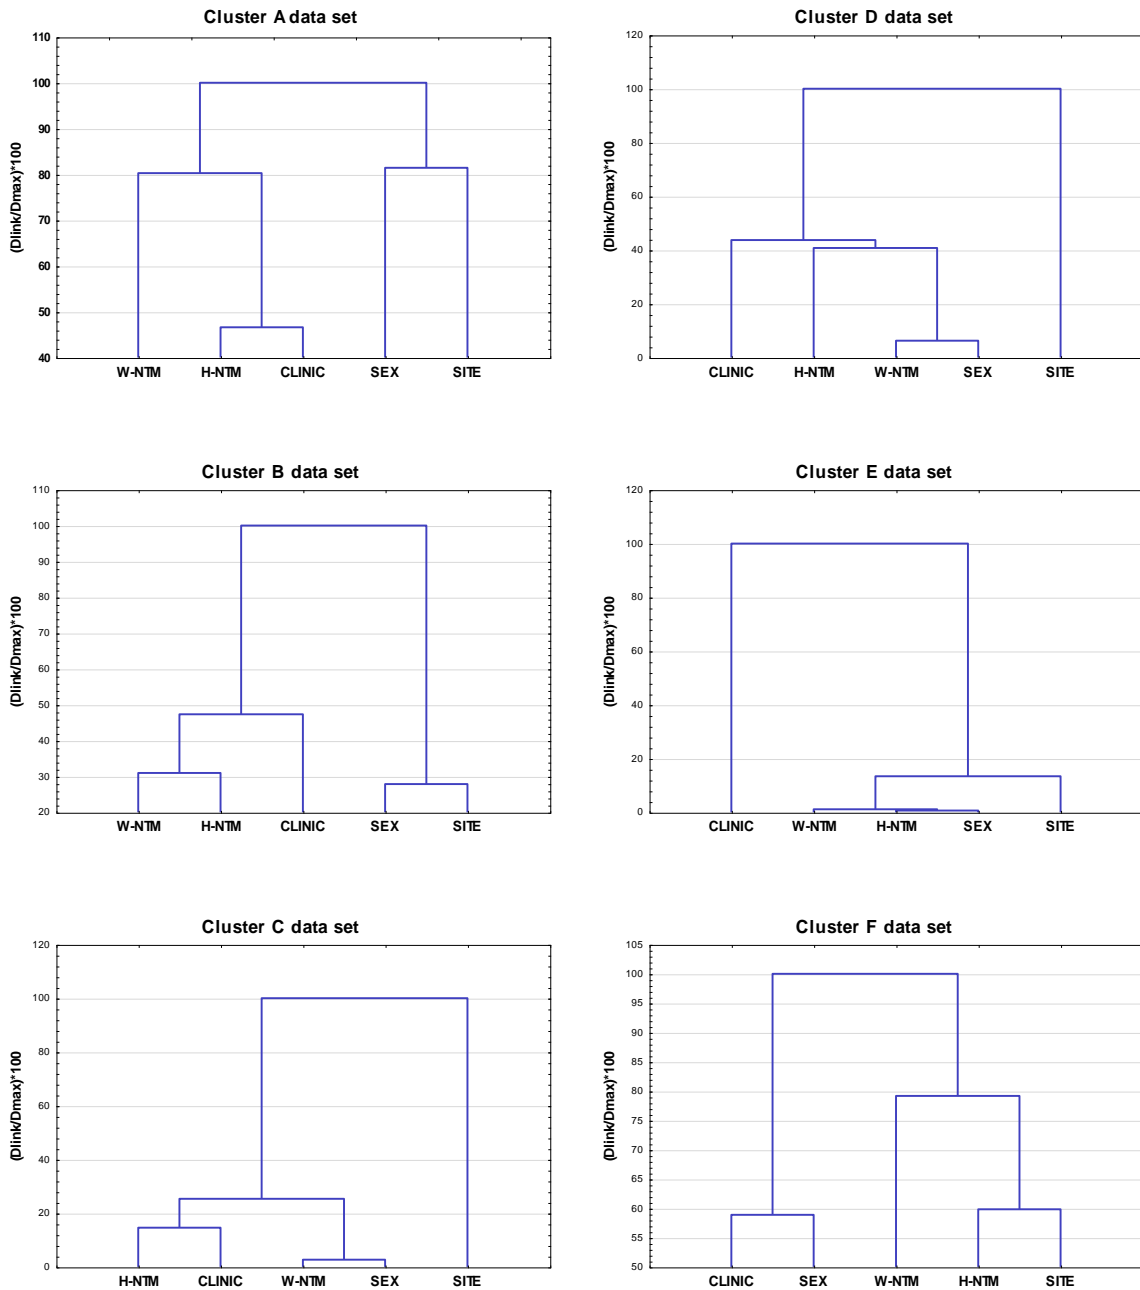 Cluster A data set
(Dlink/Dmax)*100
110
100
90
80
70
60
50
40
W-NTM H-NTM CLINIC SEX SITE
Cluster D data set
(Dlink/Dmax)*100
120
100
80
60
40
20
0
CLINIC H-NTM W-NTM SEX SITE
Cluster B data set
(Dlink/Dmax)*100
110
100
90
80
70
60
50
40
30
20
W-NTM H-NTM CLINIC SEX SITE
Cluster E data set
(Dlink/Dmax)*100
120
100
80
60
40
20
0
CLINIC W-NTM H-NTM SEX SITE
Cluster C data set
(Dlink/Dmax)*100
120
100
80
60
40
20
0
H-NTM CLINIC W-NTM SEX SITE
Cluster F data set
(Dlink/Dmax)*100
105
100
95
90
85
80
75
70
65
60
55
50
CLINIC SEX W-NTM H-NTM SITE